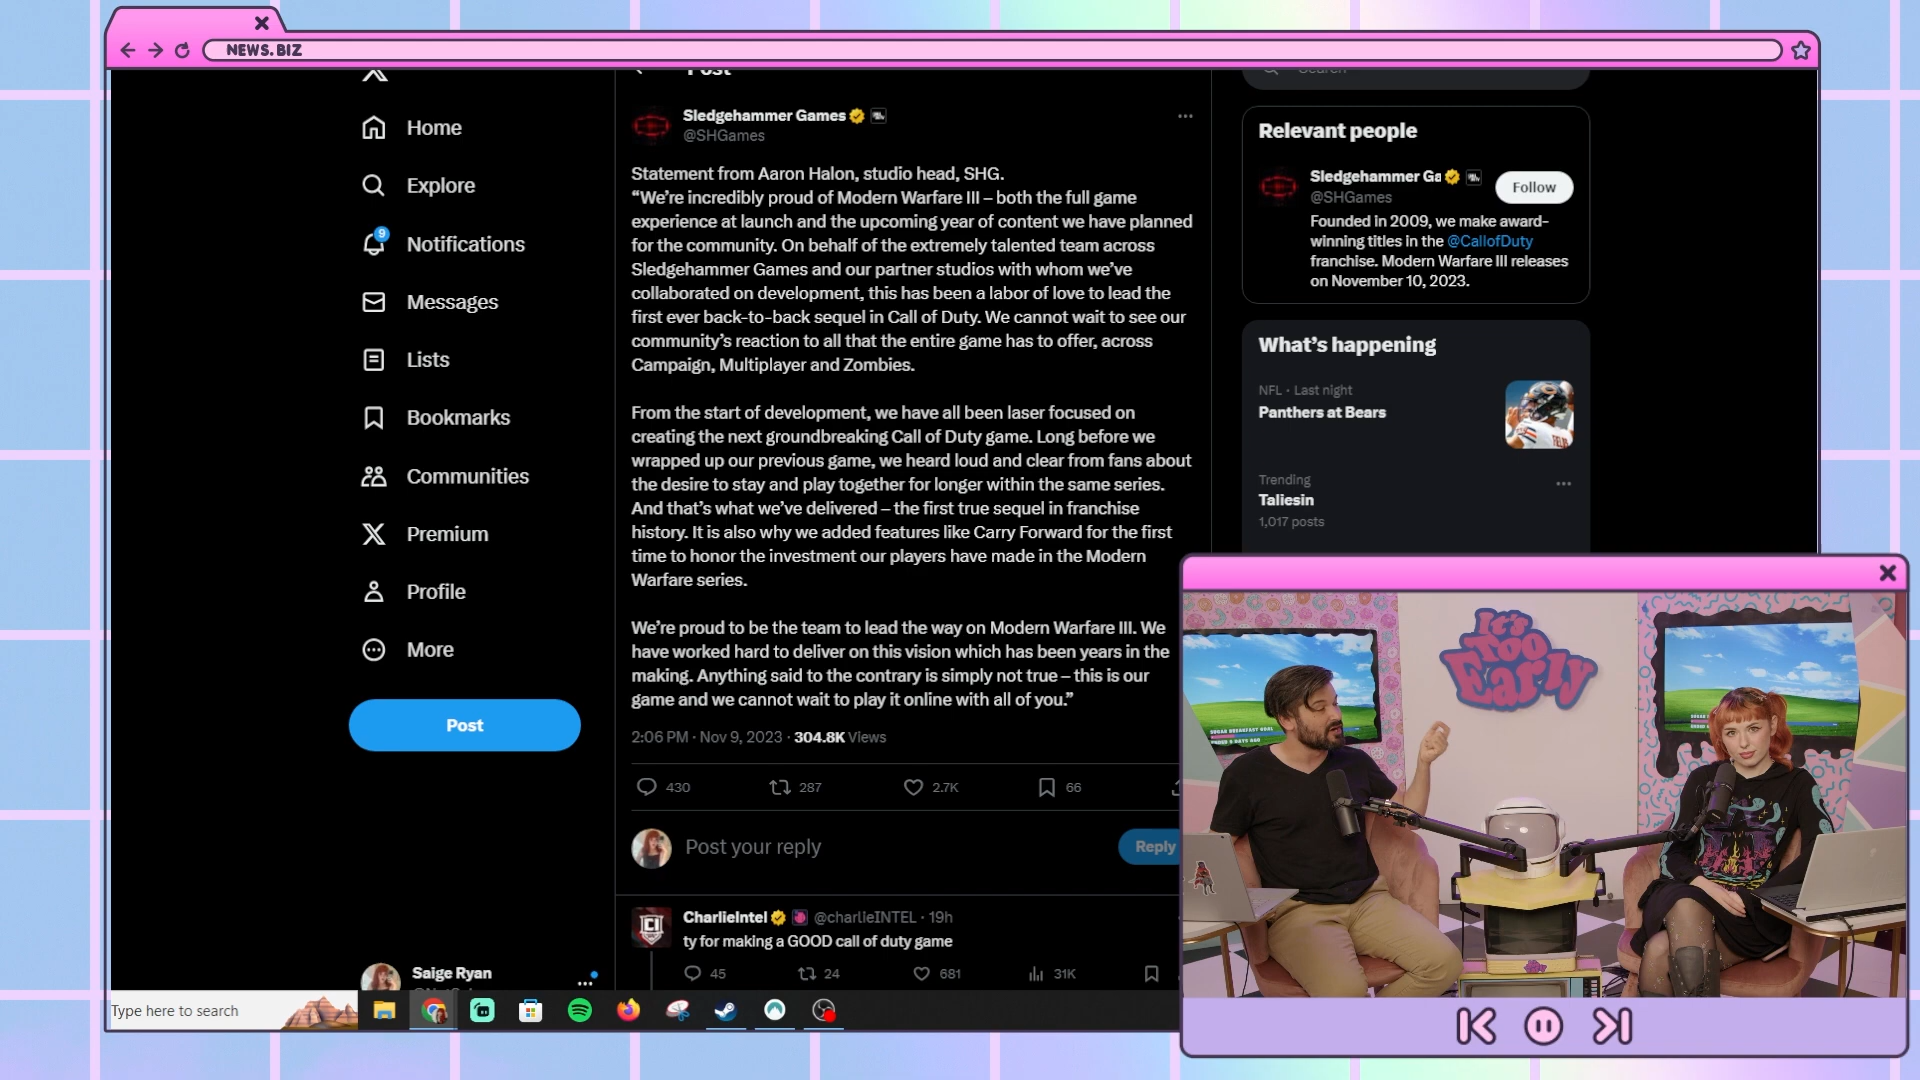 NEWS.BIZ
Post
Search
Home
Explore
9
Notifications
Messages
Lists
Bookmarks
Communities
Premium
Profile
More
Post
Saige Ryan
Sledgehammer Games
@SHGames
Statement from Aaron Halon, studio head, SHG.
“We’re incredibly proud of Modern Warfare III – both the full game
experience at launch and the upcoming year of content we have planned
for the community. On behalf of the extremely talented team across
Sledgehammer Games and our partner studios with whom we’ve
collaborated on development, this has been a labor of love to lead the
first ever back-to-back sequel in Call of Duty. We cannot wait to see our
community’s reaction to all that the entire game has to offer, across
Campaign, Multiplayer and Zombies.
From the start of development, we have all been laser focused on
creating the next groundbreaking Call of Duty game. Long before we
wrapped up our previous game, we heard loud and clear from fans about
the desire to stay and play together for longer within the same series.
And that’s what we’ve delivered – the first true sequel in franchise
history. It is also why we added features like Carry Forward for the first
time to honor the investment our players have made in the Modern
Warfare series.
We’re proud to be the team to lead the way on Modern Warfare III. We
have worked hard to deliver on this vision which has been years in the
making. Anything said to the contrary is simply not true – this is our
game and we cannot wait to play it online with all of you.”
2:06 PM · Nov 9, 2023 · 304.8K Views
430 287 2.7K 66
Post your reply
Reply
CharlieIntel @charlieINTEL · 19h
ty for making a GOOD call of duty game
45 24 681 31K
Relevant people
Sledgehammer Ga
@SHGames
Follow
Founded in 2009, we make award-
winning titles in the @CallofDuty
franchise. Modern Warfare III releases
on November 10, 2023.
What’s happening
NFL · Last night
Panthers at Bears
Trending
Taliesin
1,017 posts
It's
Too
Early
SUGAR BREAKFAST GOAL
Type here to search